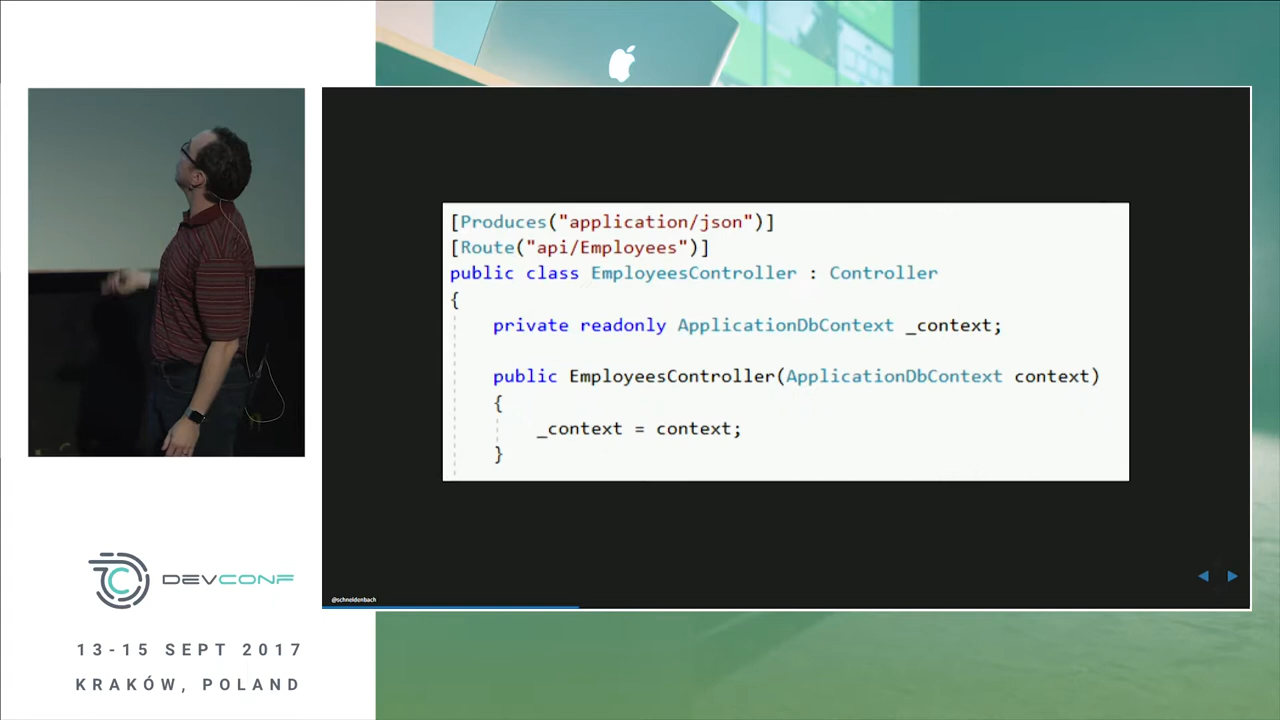 [Produces("application/json")]
[Route("api/Employees")]
public class EmployeesController : Controller
{
private readonly ApplicationDbContext _context;
public EmployeesController(ApplicationDbContext context)
{
_context = context;
}
@schneidenbach
DEVCONF
13-15 SEPT 2017
KRAKÓW, POLAND